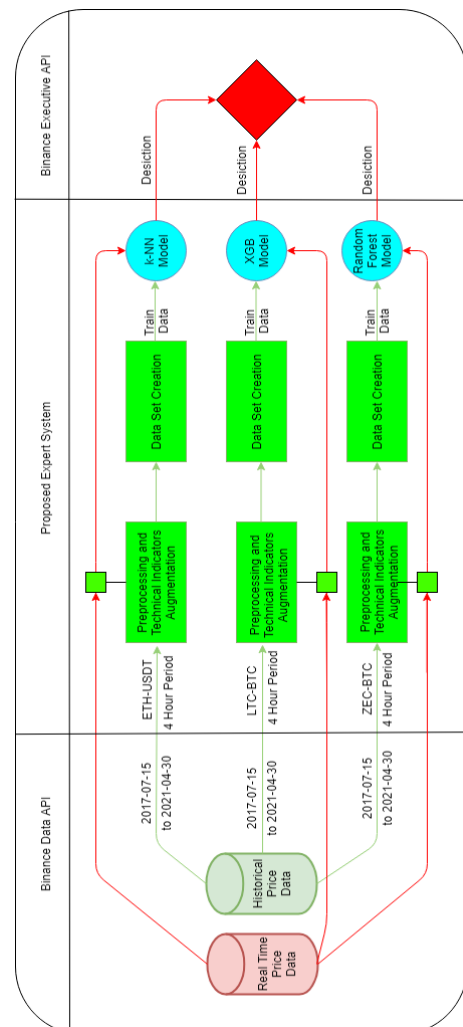 Binance Data API
Proposed Expert System
Binance Executive API
Real Time
Price
Data
Historical
Price
Data
2017-07-15
to 2021-04-30
ETH-USDT
4 Hour Period
Preprocessing and
Technical Indicators
Augmentation
Data Set Creation
Train
Data
k-NN
Model
Desiction
2017-07-15
to 2021-04-30
LTC-BTC
4 Hour Period
Preprocessing and
Technical Indicators
Augmentation
Data Set Creation
Train
Data
XGB
Model
Desiction
2017-07-15
to 2021-04-30
ZEC-BTC
4 Hour Period
Preprocessing and
Technical Indicators
Augmentation
Data Set Creation
Train
Data
Random
Forest
Model
Desiction